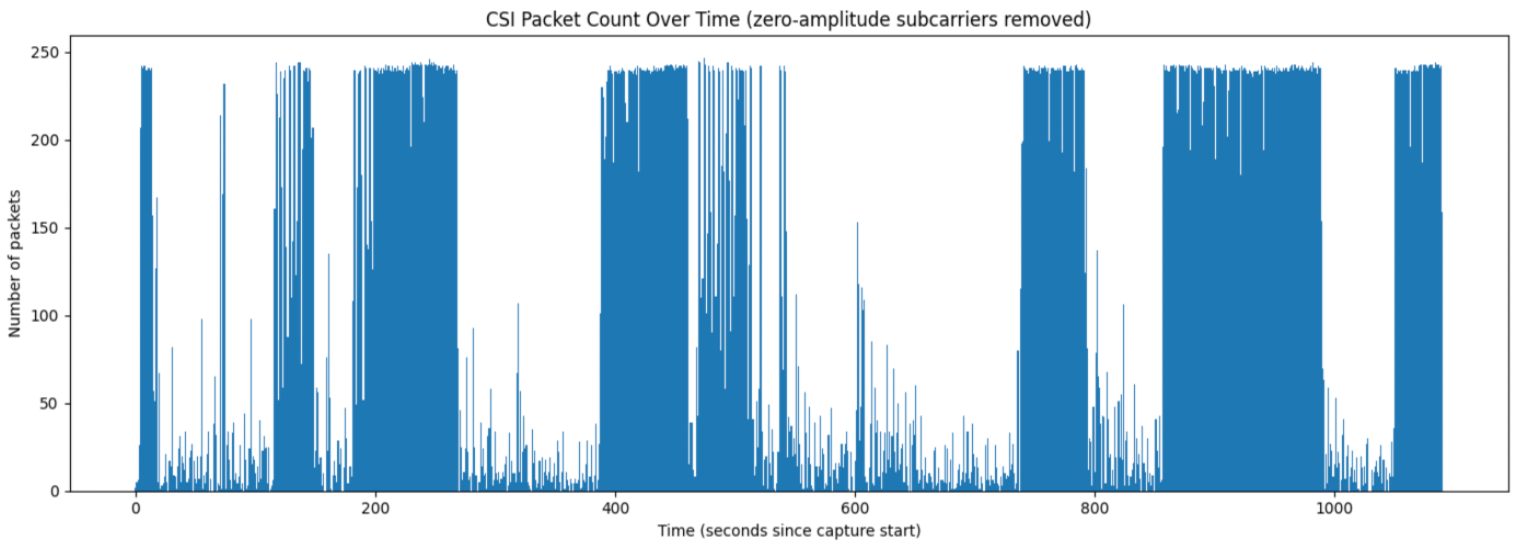 CSI Packet Count Over Time (zero-amplitude subcarriers removed)
250
200
150
100
50
0
Number of packets
0 200 400 600 800 1000
Time (seconds since capture start)